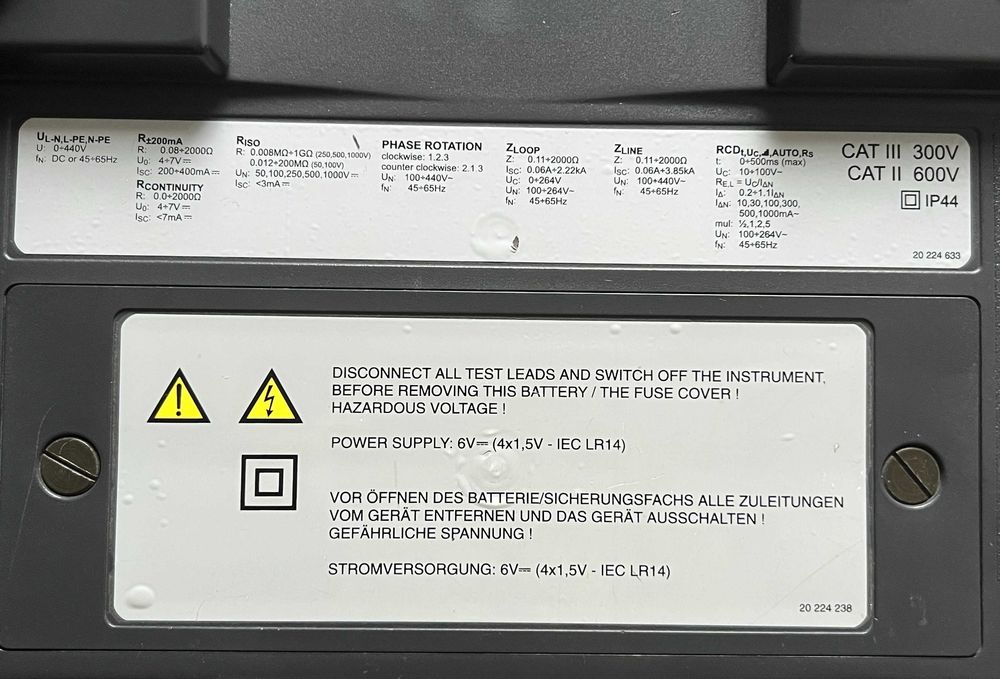 UL-N,L-PE,N-PE
U: 0÷440V
fN: DC or 45÷65Hz
R±200mA
R: 0.08÷2000Ω
U0: 4÷7V⎓
ISC: 200÷400mA⎓
RCONTINUITY
R: 0.0÷2000Ω
U0: 4÷7V⎓
ISC: <7mA⎓
RISO
R: 0.008MΩ÷1GΩ (250,500,1000V)
0.012÷200MΩ (50,100V)
UN: 50,100,250,500,1000V⎓
ISC: <3mA⎓
PHASE ROTATION
clockwise: 1.2.3
counter clockwise: 2.1.3
UN: 100÷440V~
fN: 45÷65Hz
ZLOOP
Z: 0.11÷2000Ω
ISC: 0.06A÷2.22kA
UC: 0÷264V
UN: 100÷264V~
fN: 45÷65Hz
ZLINE
Z: 0.11÷2000Ω
ISC: 0.06A÷3.85kA
UN: 100÷440V~
fN: 45÷65Hz
RCDt,UC,◢,AUTO,RS
t: 0÷500ms (max)
UC: 10÷100V~
RE,L = UC/IΔN
IΔ: 0.2÷1.1IΔN
IΔN: 10,30,100,300,
500,1000mA~
mul: ½,1,2,5
UN: 100÷264V~
fN: 45÷65Hz
CAT III 300V
CAT II 600V
IP44
20 224 633
DISCONNECT ALL TEST LEADS AND SWITCH OFF THE INSTRUMENT,
BEFORE REMOVING THIS BATTERY / THE FUSE COVER !
HAZARDOUS VOLTAGE !
POWER SUPPLY: 6V⎓ (4x1,5V - IEC LR14)
VOR ÖFFNEN DES BATTERIE/SICHERUNGSFACHS ALLE ZULEITUNGEN
VOM GERÄT ENTFERNEN UND DAS GERÄT AUSSCHALTEN !
GEFÄHRLICHE SPANNUNG !
STROMVERSORGUNG: 6V⎓ (4x1,5V - IEC LR14)
20 224 238